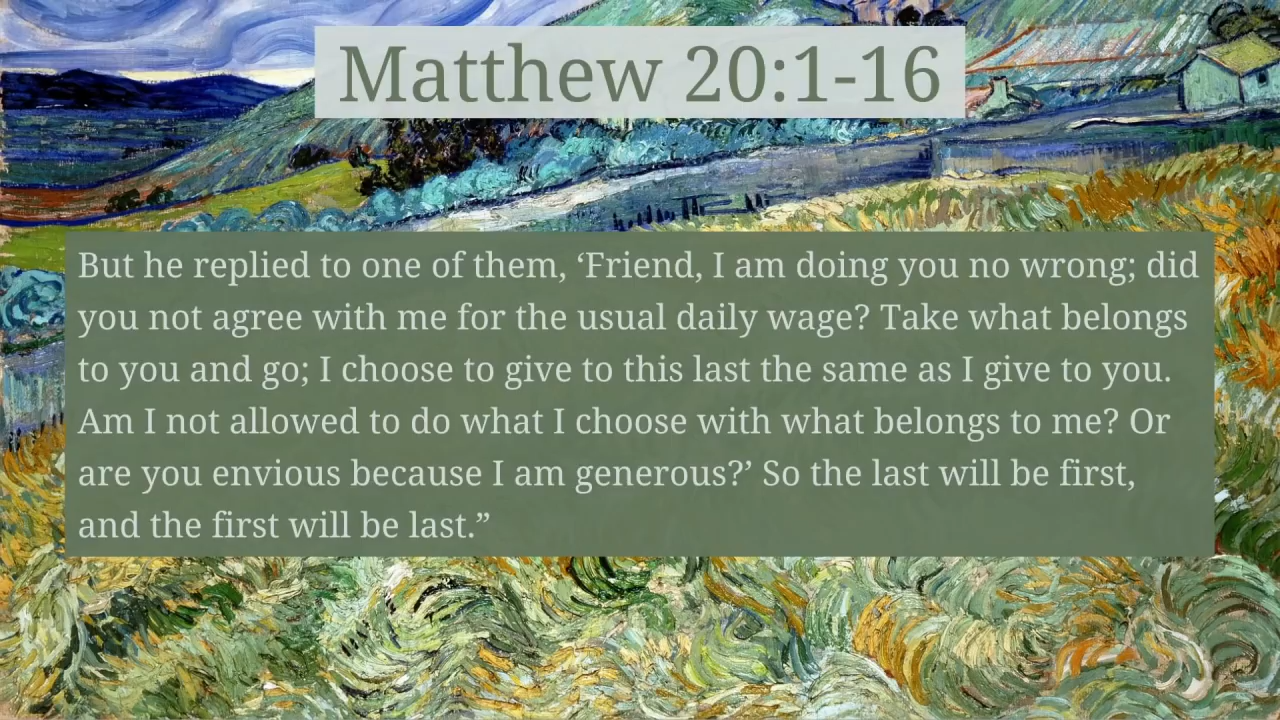 Matthew 20:1-16
But he replied to one of them, ‘Friend, I am doing you no wrong; did
you not agree with me for the usual daily wage? Take what belongs
to you and go; I choose to give to this last the same as I give to you.
Am I not allowed to do what I choose with what belongs to me? Or
are you envious because I am generous?’ So the last will be first,
and the first will be last.”